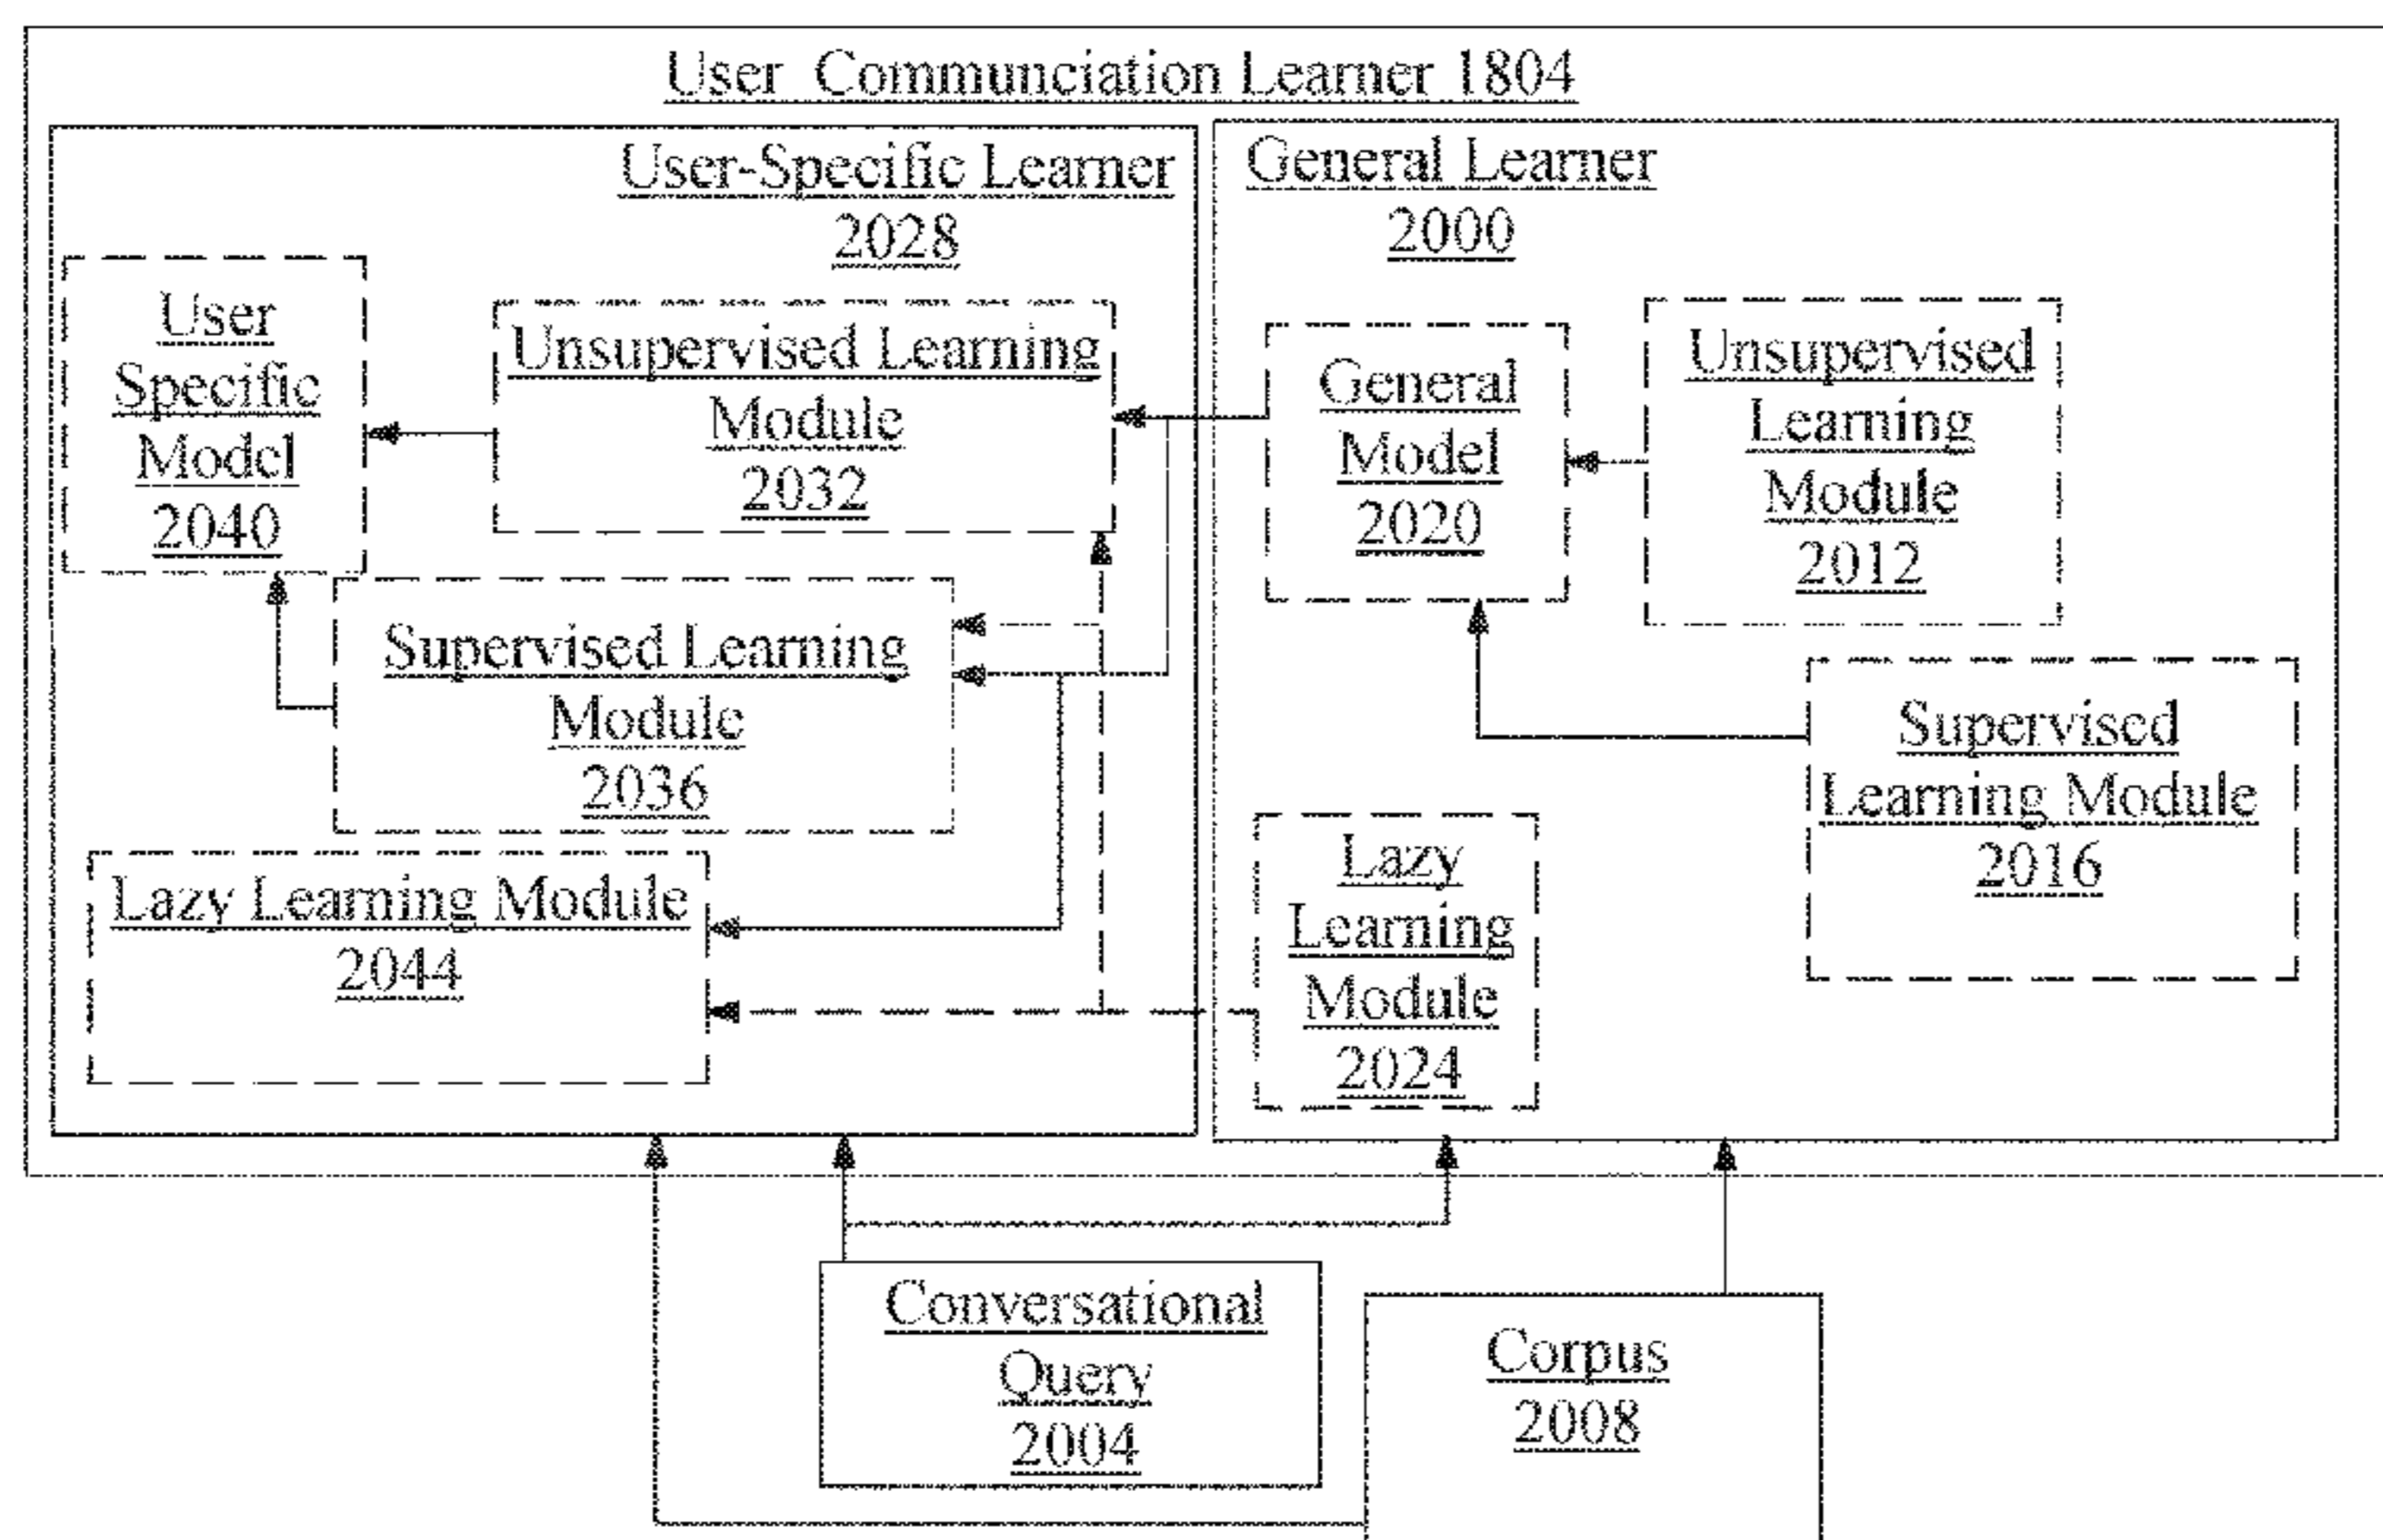 User Communciation Learner 1804
User-Specific Learner
2028
User
Specific
Model
2040
Unsupervised Learning
Module
2032
Supervised Learning
Module
2036
Lazy Learning Module
2044
General Learner
2000
General
Model
2020
Unsupervised
Learning
Module
2012
Supervised
Learning Module
2016
Lazy
Learning
Module
2024
Conversational
Query
2004
Corpus
2008